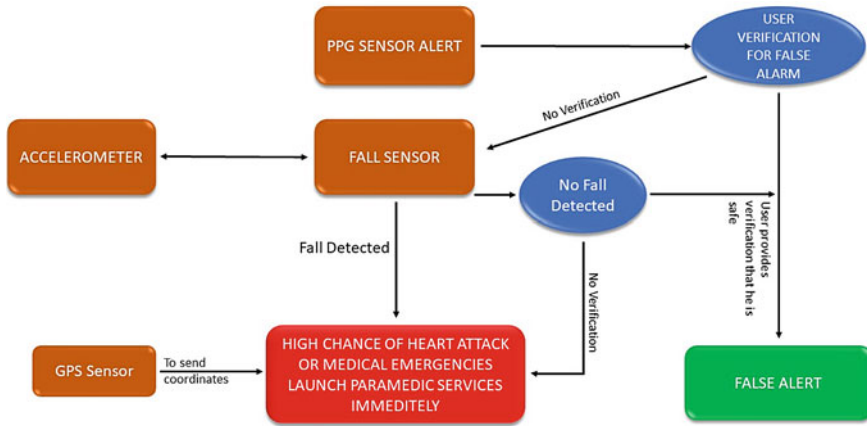 PPG SENSOR ALERT
USER
VERIFICATION
FOR FALSE
ALARM
No Verification
ACCELEROMETER
FALL SENSOR
No Fall
Detected
User provides
verification that he is
safe
Fall Detected
No Verification
GPS Sensor
To send
coordinates
HIGH CHANCE OF HEART ATTACK
OR MEDICAL EMERGENCIES
LAUNCH PARAMEDIC SERVICES
IMMEDITELY
FALSE ALERT